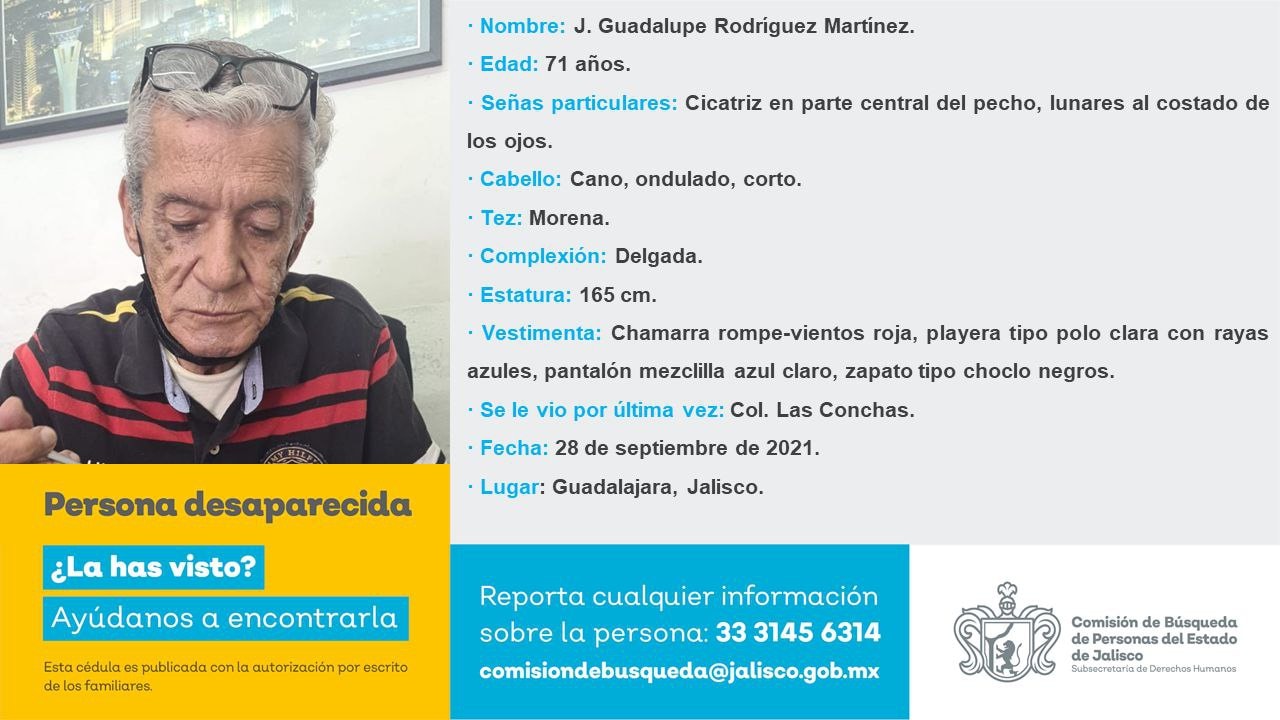 · Nombre: J. Guadalupe Rodríguez Martínez.
· Edad: 71 años.
· Señas particulares: Cicatriz en parte central del pecho, lunares al costado de
los ojos.
· Cabello: Cano, ondulado, corto.
· Tez: Morena.
· Complexión: Delgada.
· Estatura: 165 cm.
· Vestimenta: Chamarra rompe-vientos roja, playera tipo polo clara con rayas
azules, pantalón mezclilla azul claro, zapato tipo choclo negros.
· Se le vio por última vez: Col. Las Conchas.
· Fecha: 28 de septiembre de 2021.
· Lugar: Guadalajara, Jalisco.
Persona desaparecida
¿La has visto?
Ayúdanos a encontrarla
Esta cédula es publicada con la autorización por escrito
de los familiares.
Reporta cualquier información
sobre la persona: 33 3145 6314
comisiondebusqueda@jalisco.gob.mx
Comisión de Búsqueda
de Personas del Estado
de Jalisco
Subsecretaría de Derechos Humanos